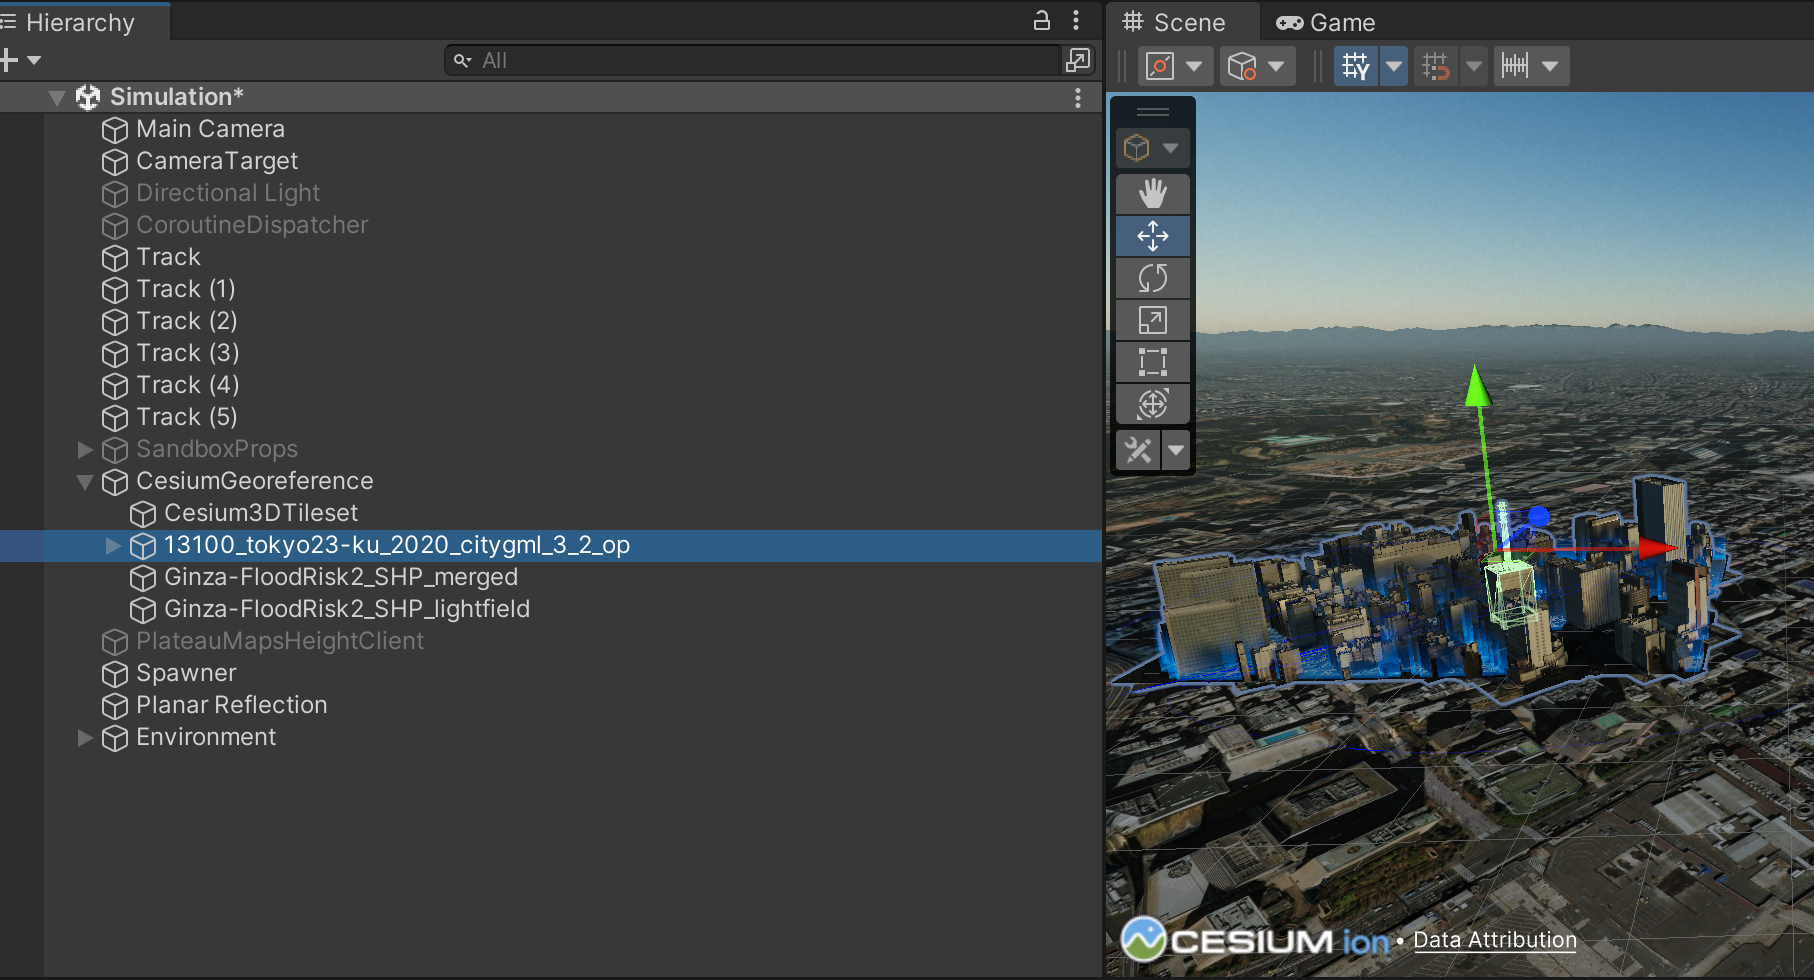 Hierarchy
All
Simulation*
Main Camera
CameraTarget
Directional Light
CoroutineDispatcher
Track
Track (1)
Track (2)
Track (3)
Track (4)
Track (5)
SandboxProps
CesiumGeoreference
Cesium3DTileset
13100_tokyo23-ku_2020_citygml_3_2_op
Ginza-FloodRisk2_SHP_merged
Ginza-FloodRisk2_SHP_lightfield
PlateauMapsHeightClient
Spawner
Planar Reflection
Environment
Scene Game
CESIUM ion • Data Attribution